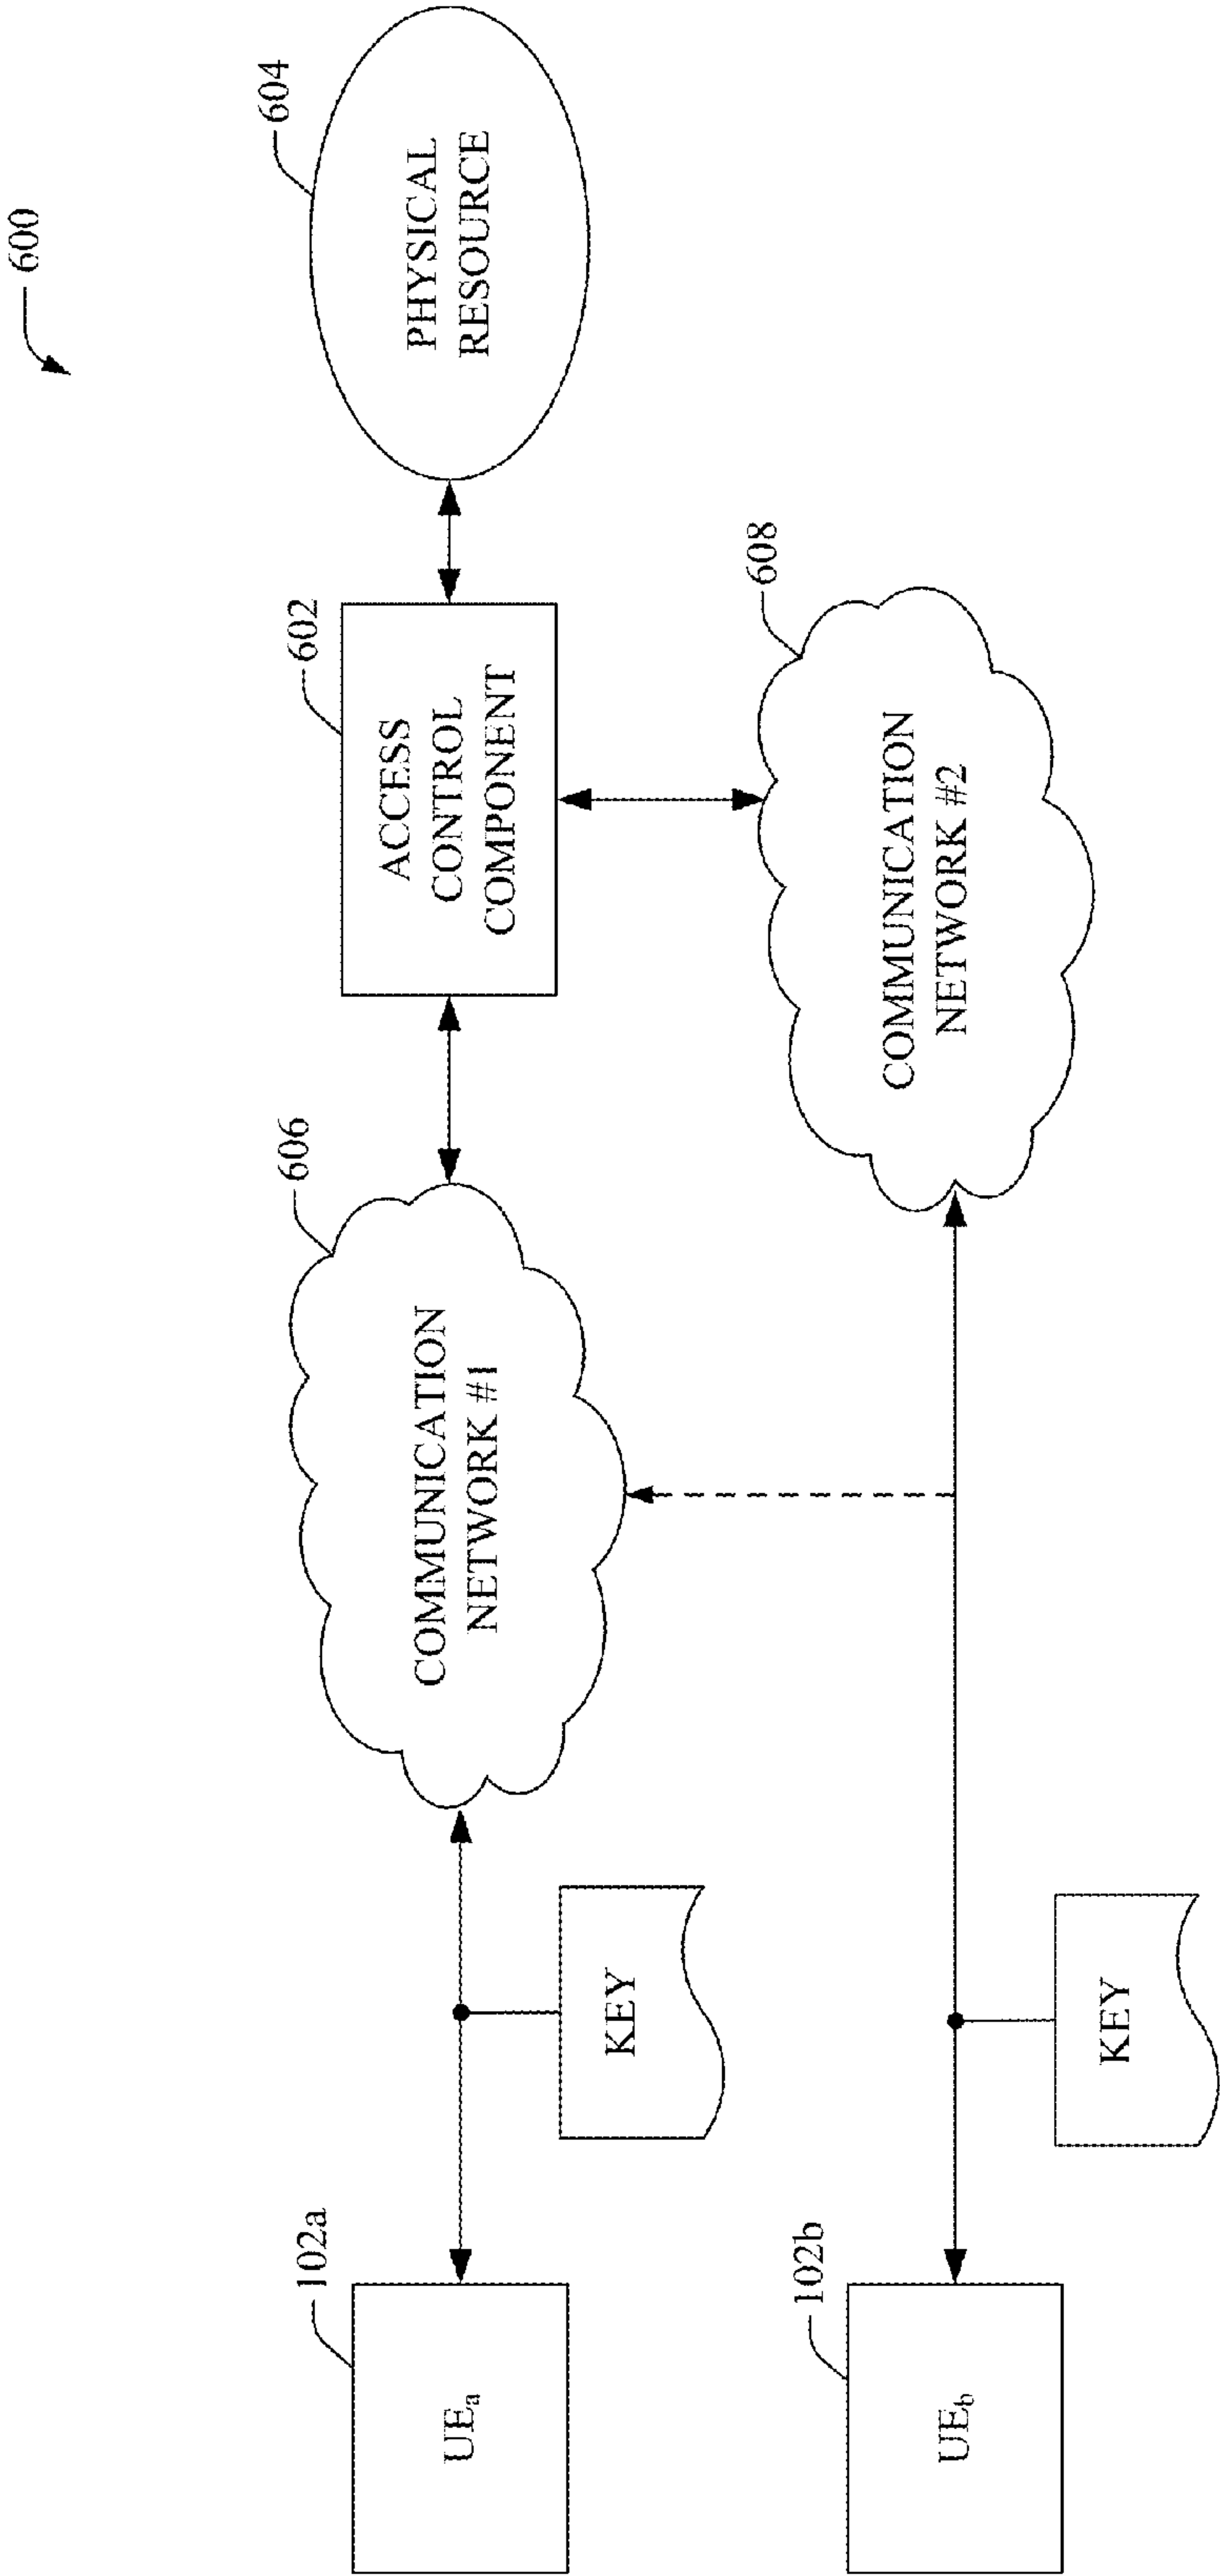 600
102a
UEa
KEY
606
COMMUNICATION
NETWORK #1
602
ACCESS
CONTROL
COMPONENT
604
PHYSICAL
RESOURCE
102b
UEb
KEY
608
COMMUNICATION
NETWORK #2